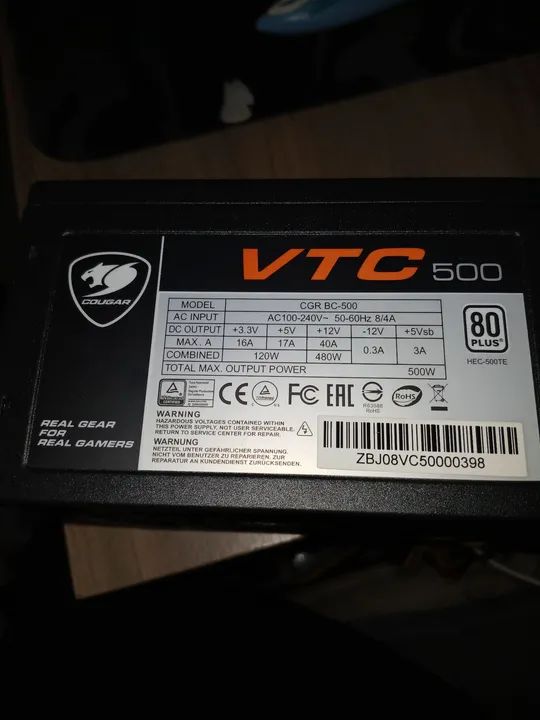 VTC 500
COUGAR
REAL GEAR
FOR
REAL GAMERS
MODEL CGR BC-500
AC INPUT AC100-240V~ 50-60Hz 8/4A
DC OUTPUT +3.3V +5V +12V -12V +5Vsb
MAX. A 16A 17A 40A 0.3A 3A
COMBINED 120W 480W
TOTAL MAX. OUTPUT POWER 500W
80
PLUS
HEC-500TE
CE FC EAC RoHS
RoHS
WARNING
HAZARDOUS VOLTAGES CONTAINED WITHIN
THIS POWER SUPPLY, NOT USER SERVICEABLE.
RETURN TO SERVICE CENTER FOR REPAIR.
WARNUNG
NETZTEIL UNTER GEFÄHRLICHER SPANNUNG.
NICHT VOM BENUTZER ZU REPARIEREN. ZUR
REPARATUR AN KUNDENDIENST ZURÜCKSENDEN.
ZBJ08VC50000398